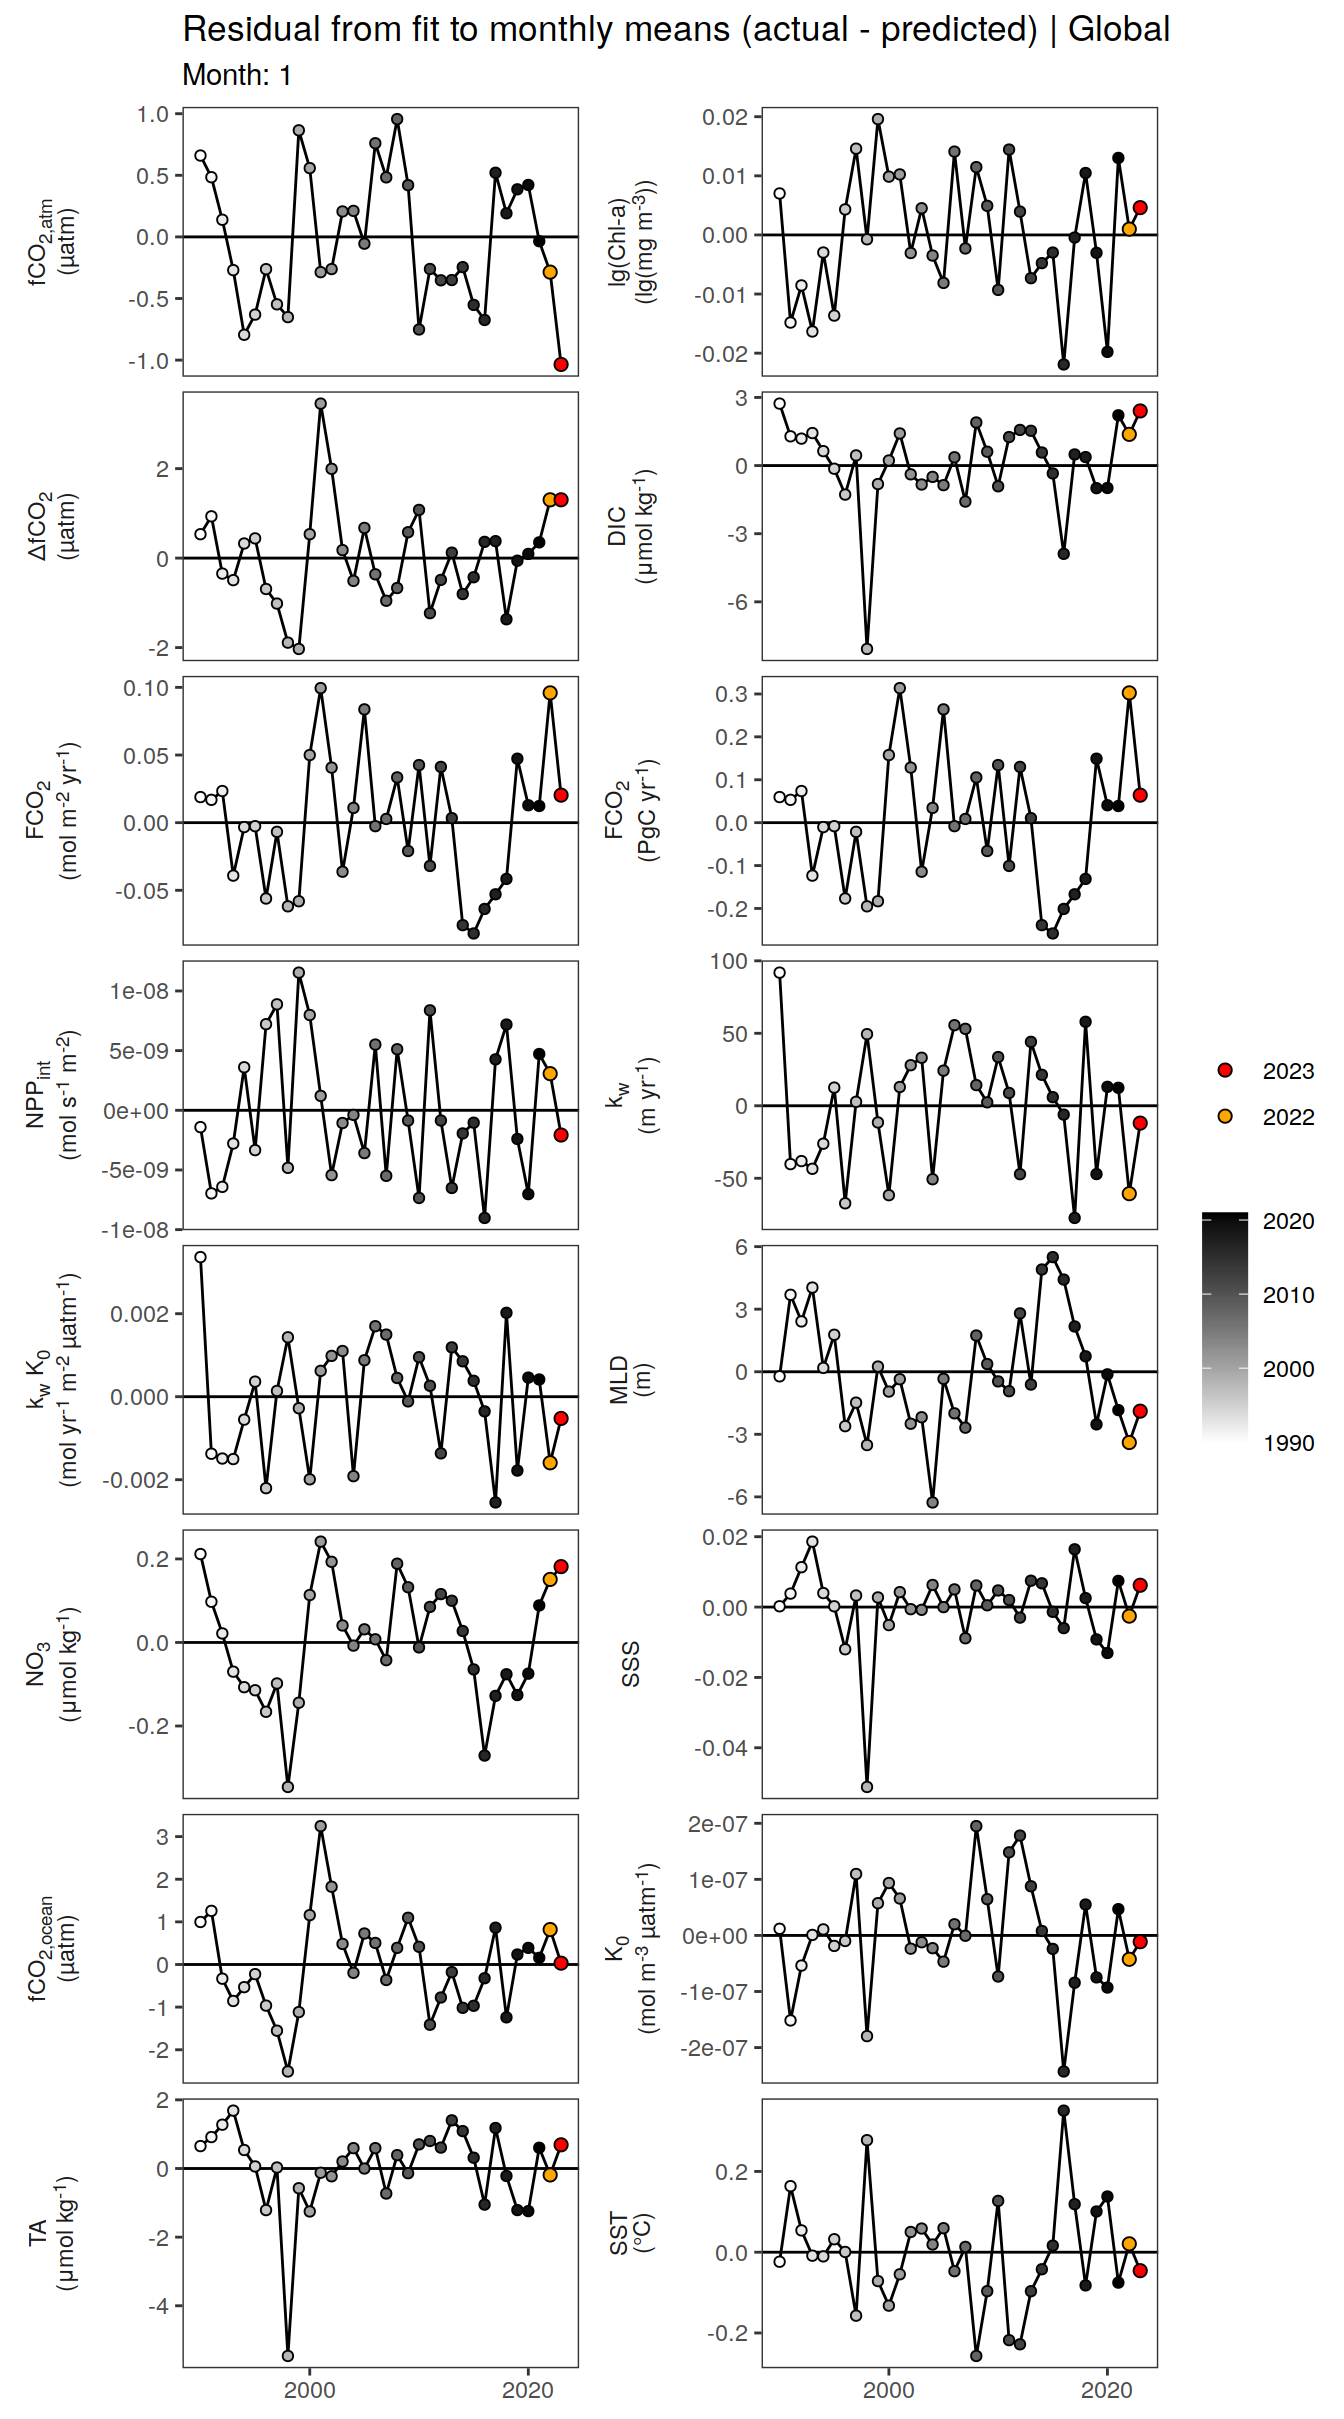 Residual from fit to monthly means (actual - predicted) | Global
Month: 1
fCO2,atm
(µatm)
1.0
0.5
0.0
-0.5
-1.0
lg(Chl-a)
(lg(mg m-3))
0.02
0.01
0.00
-0.01
-0.02
ΔfCO2
(µatm)
2
0
-2
DIC
(µmol kg-1)
3
0
-3
-6
FCO2
(mol m-2 yr-1)
0.10
0.05
0.00
-0.05
FCO2
(PgC yr-1)
0.3
0.2
0.1
0.0
-0.1
-0.2
NPPint
(mol s-1 m-2)
1e-08
5e-09
0e+00
-5e-09
-1e-08
kw
(m yr-1)
100
50
0
-50
kw K0
(mol yr-1 m-2 µatm-1)
0.002
0.000
-0.002
MLD
(m)
6
3
0
-3
-6
NO3
(µmol kg-1)
0.2
0.0
-0.2
SSS
0.02
0.00
-0.02
-0.04
fCO2,ocean
(µatm)
3
2
1
0
-1
-2
K0
(mol m-3 µatm-1)
2e-07
1e-07
0e+00
-1e-07
-2e-07
TA
(µmol kg-1)
2
0
-2
-4
SST
(°C)
0.2
0.0
-0.2
2000
2020
2000
2020
2023
2022
2020
2010
2000
1990